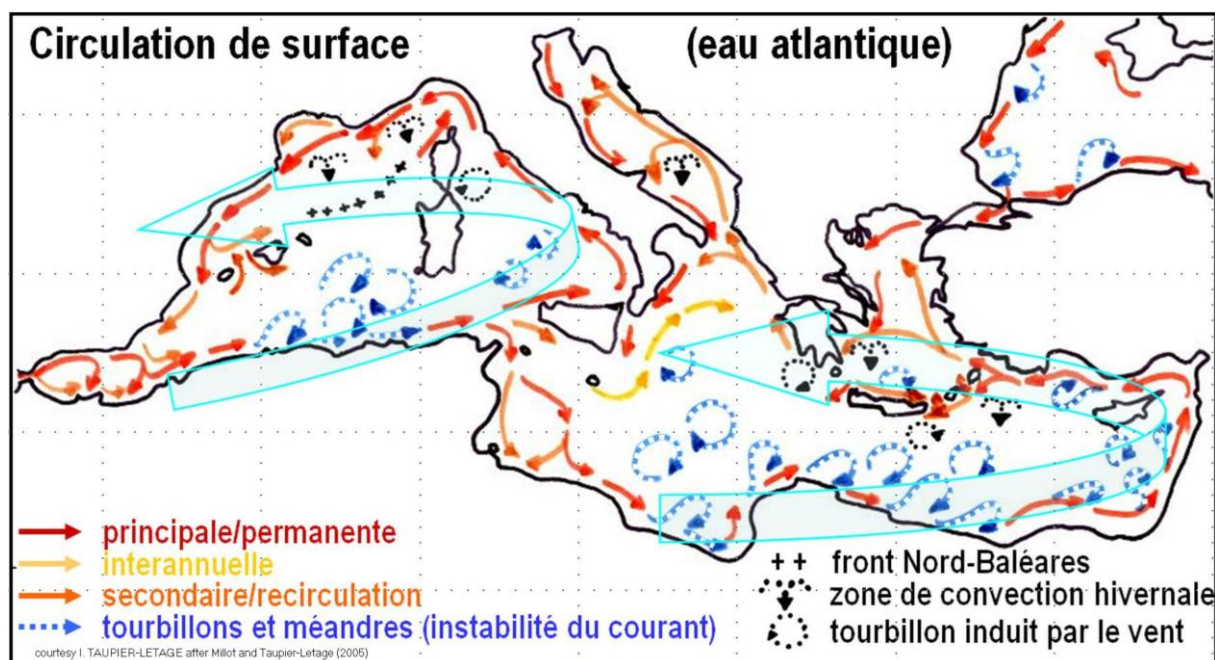 Circulation de surface (eau atlantique)
principale/permanente
interannuelle
secondaire/recirculation
tourbillons et méandres (instabilité du courant)
courtesy I. TAUPIER-LETAGE after Millot and Taupier-Letage (2005)
front Nord-Baléares
zone de convection hivernale
tourbillon induit par le vent